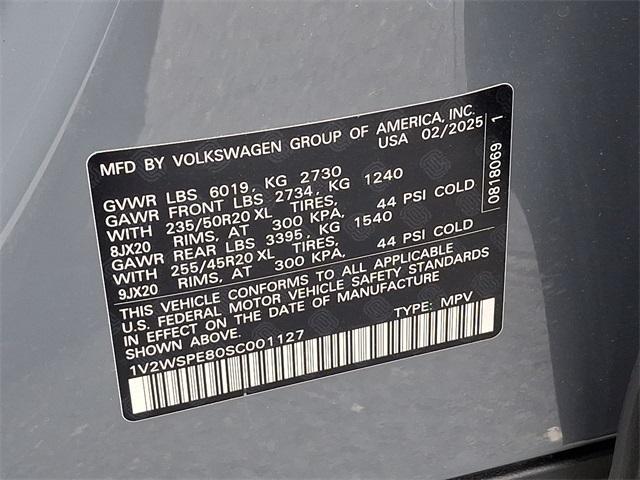 MFD BY VOLKSWAGEN GROUP OF AMERICA, INC.
USA 02/2025
GVWR LBS 6019, KG 2730
GAWR FRONT LBS 2734, KG 1240
WITH 235/50R20 XL TIRES,
8JX20 RIMS, AT 300 KPA, 44 PSI COLD
GAWR REAR LBS 3395, KG 1540
WITH 255/45R20 XL TIRES,
9JX20 RIMS, AT 300 KPA, 44 PSI COLD
THIS VEHICLE CONFORMS TO ALL APPLICABLE
U.S. FEDERAL MOTOR VEHICLE SAFETY STANDARDS
IN EFFECT ON THE DATE OF MANUFACTURE
SHOWN ABOVE. TYPE: MPV
1V2WSPE80SC001127
0818069 1